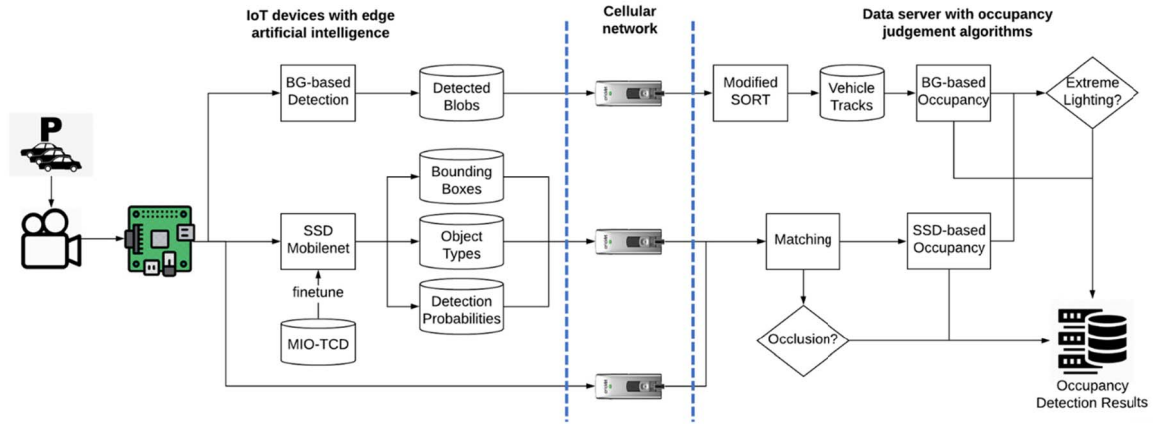 IoT devices with edge
artificial intelligence
Cellular
network
Data server with occupancy
judgement algorithms
BG-based
Detection
Detected
Blobs
Modified
SORT
Vehicle
Tracks
BG-based
Occupancy
Extreme
Lighting?
P
Bounding
Boxes
SSD
Mobilenet
Object
Types
Matching
SSD-based
Occupancy
finetune
Detection
Probabilities
MIO-TCD
Occlusion?
Occupancy
Detection Results